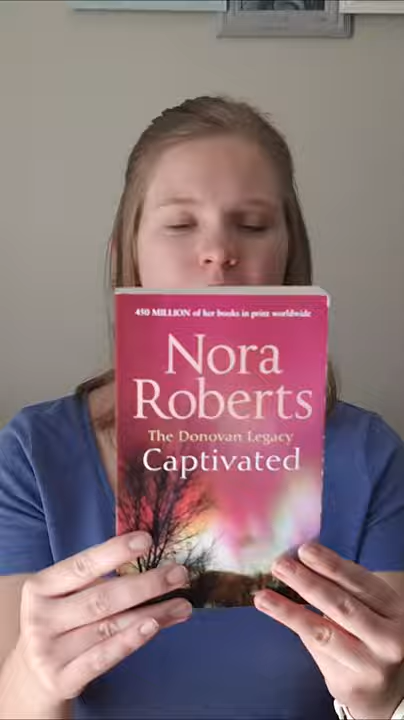 450 MILLION of her books in print worldwide
Nora
Roberts
The Donovan Legacy
Captivated